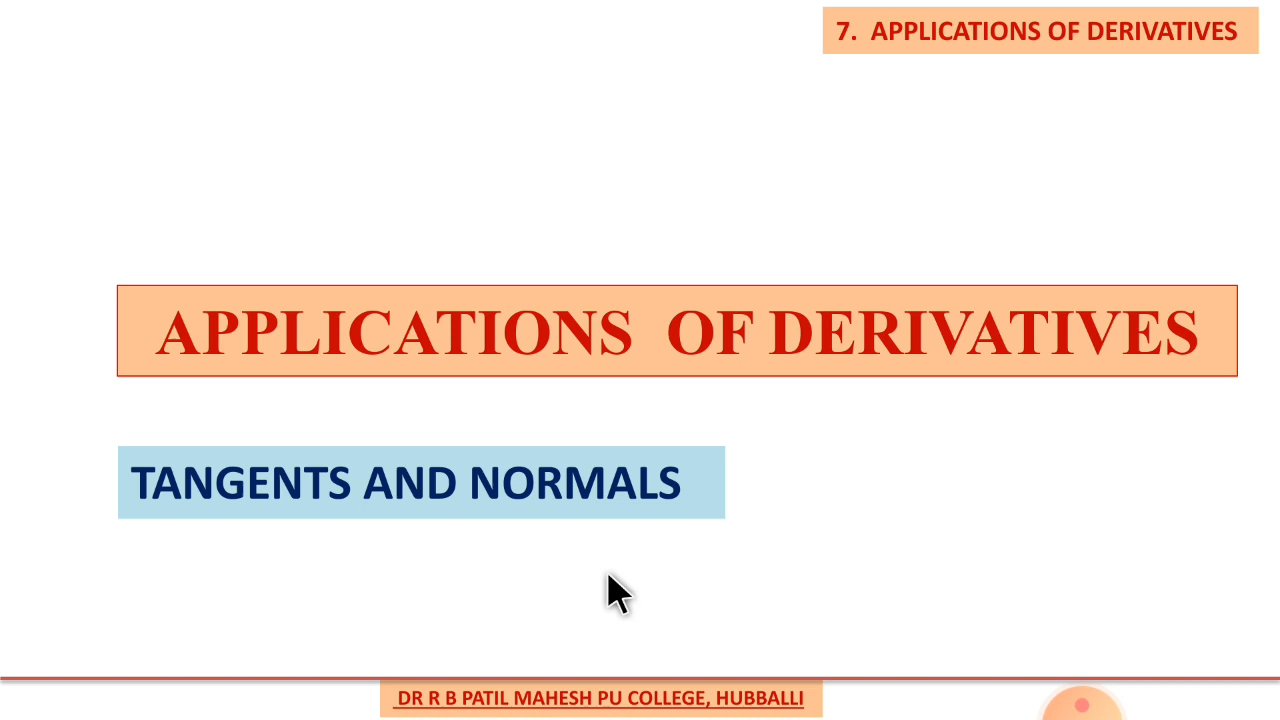 7. APPLICATIONS OF DERIVATIVES
APPLICATIONS OF DERIVATIVES
TANGENTS AND NORMALS
DR R B PATIL MAHESH PU COLLEGE, HUBBALLI